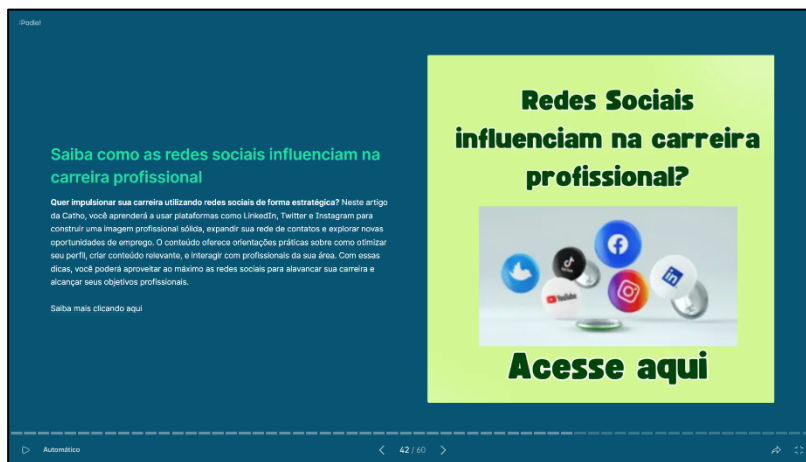 :Padlet
Saiba como as redes sociais influenciam na
carreira profissional
Quer impulsionar sua carreira utilizando redes sociais de forma estratégica? Neste artigo
da Catho, você aprenderá a usar plataformas como LinkedIn, Twitter e Instagram para
construir uma imagem profissional sólida, expandir sua rede de contatos e explorar novas
oportunidades de emprego. O conteúdo oferece orientações práticas sobre como otimizar
seu perfil, criar conteúdo relevante, e interagir com profissionais da sua área. Com essas
dicas, você poderá aproveitar ao máximo as redes sociais para alavancar sua carreira e
alcançar seus objetivos profissionais.
Saiba mais clicando aqui
Redes Sociais
influenciam na carreira
profissional?
TikTok
YouTube
in
Acesse aqui
Automático
42 / 60